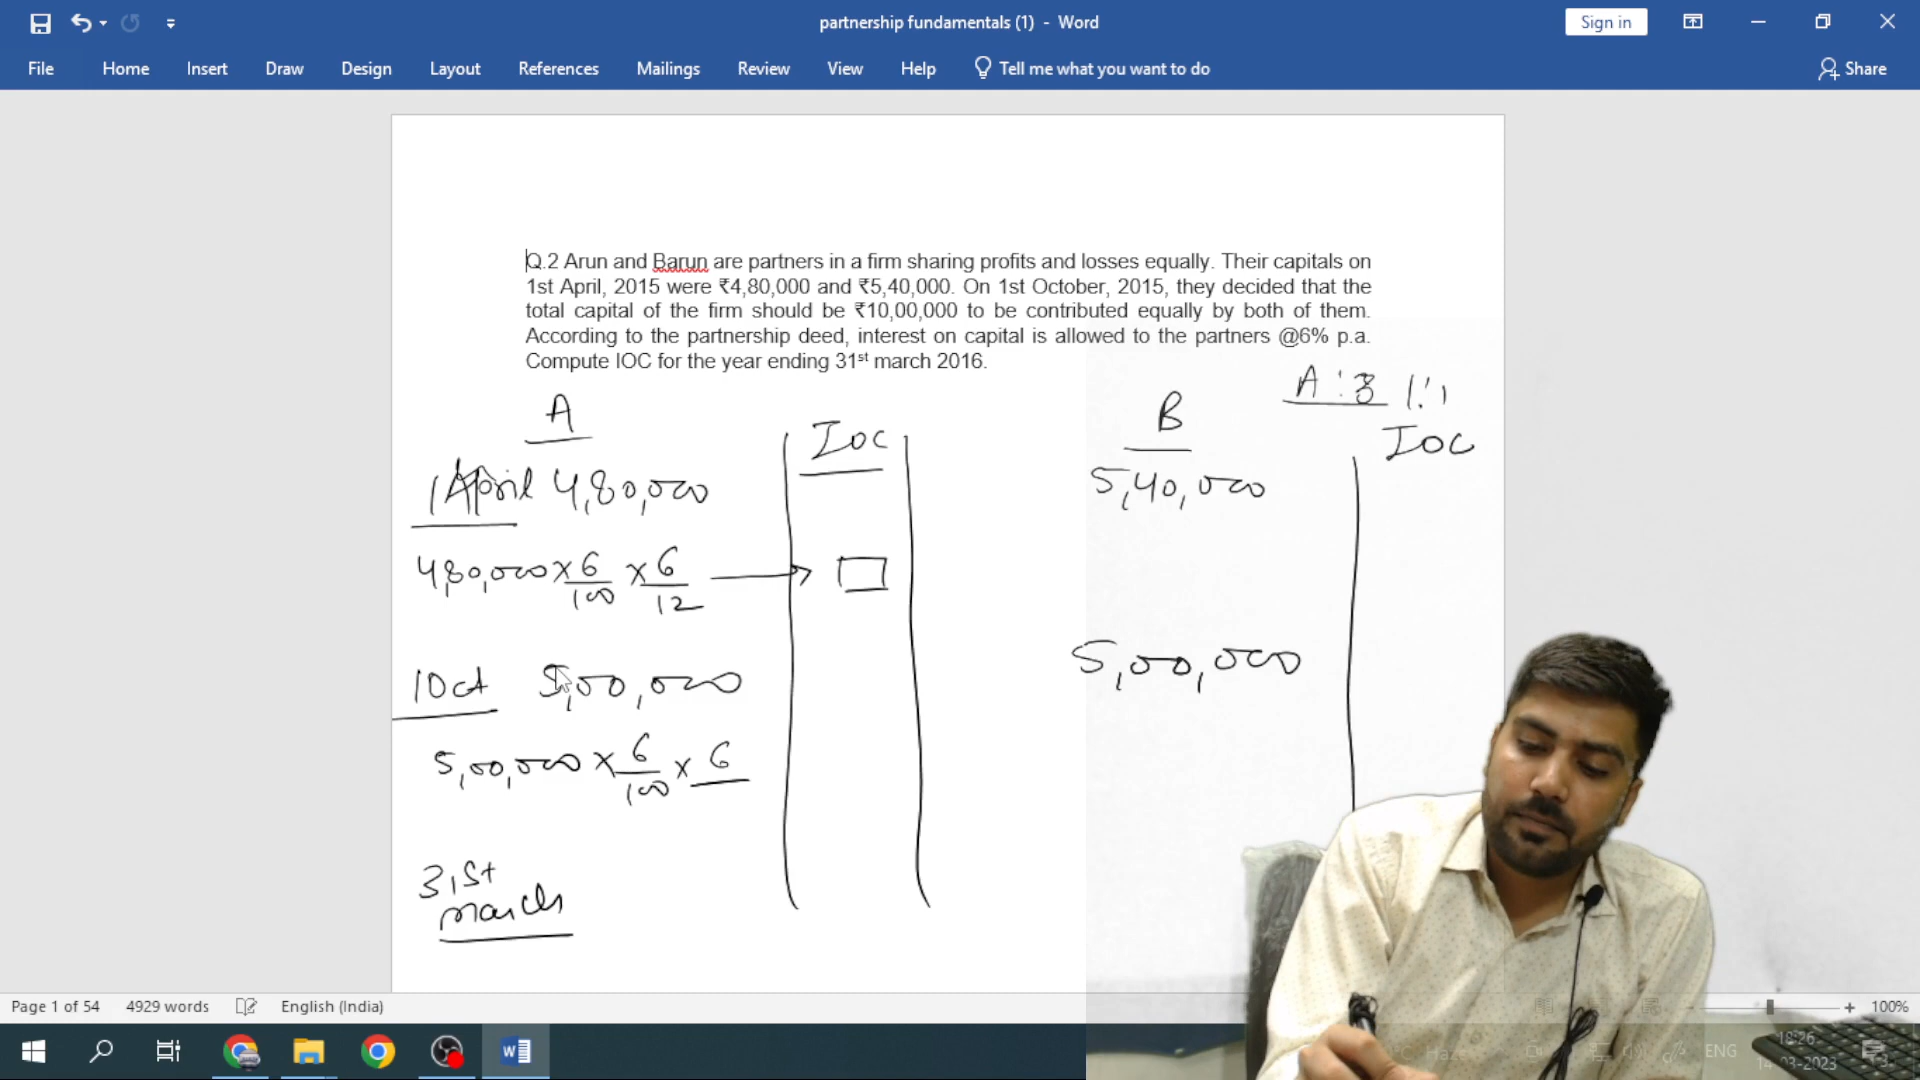 partnership fundamentals (1) - Word
Sign in
File Home Insert Draw Design Layout References Mailings Review View Help Tell me what you want to do Share
Q.2 Arun and Barun are partners in a firm sharing profits and losses equally. Their capitals on
1st April, 2015 were ₹4,80,000 and ₹5,40,000. On 1st October, 2015, they decided that the
total capital of the firm should be ₹10,00,000 to be contributed equally by both of them.
According to the partnership deed, interest on capital is allowed to the partners @6% p.a.
Compute IOC for the year ending 31st march 2016.
A IOC B A : B 1:1
IOC
1 April 4,80,000 5,40,000
4,80,000 x 6/100 x 6/12
1 Oct 5,00,000 5,00,000
5,00,000 x 6/100 x 6
31st
march
Page 1 of 54 4929 words English (India) 100%
ENG
18:26
14-03-2023